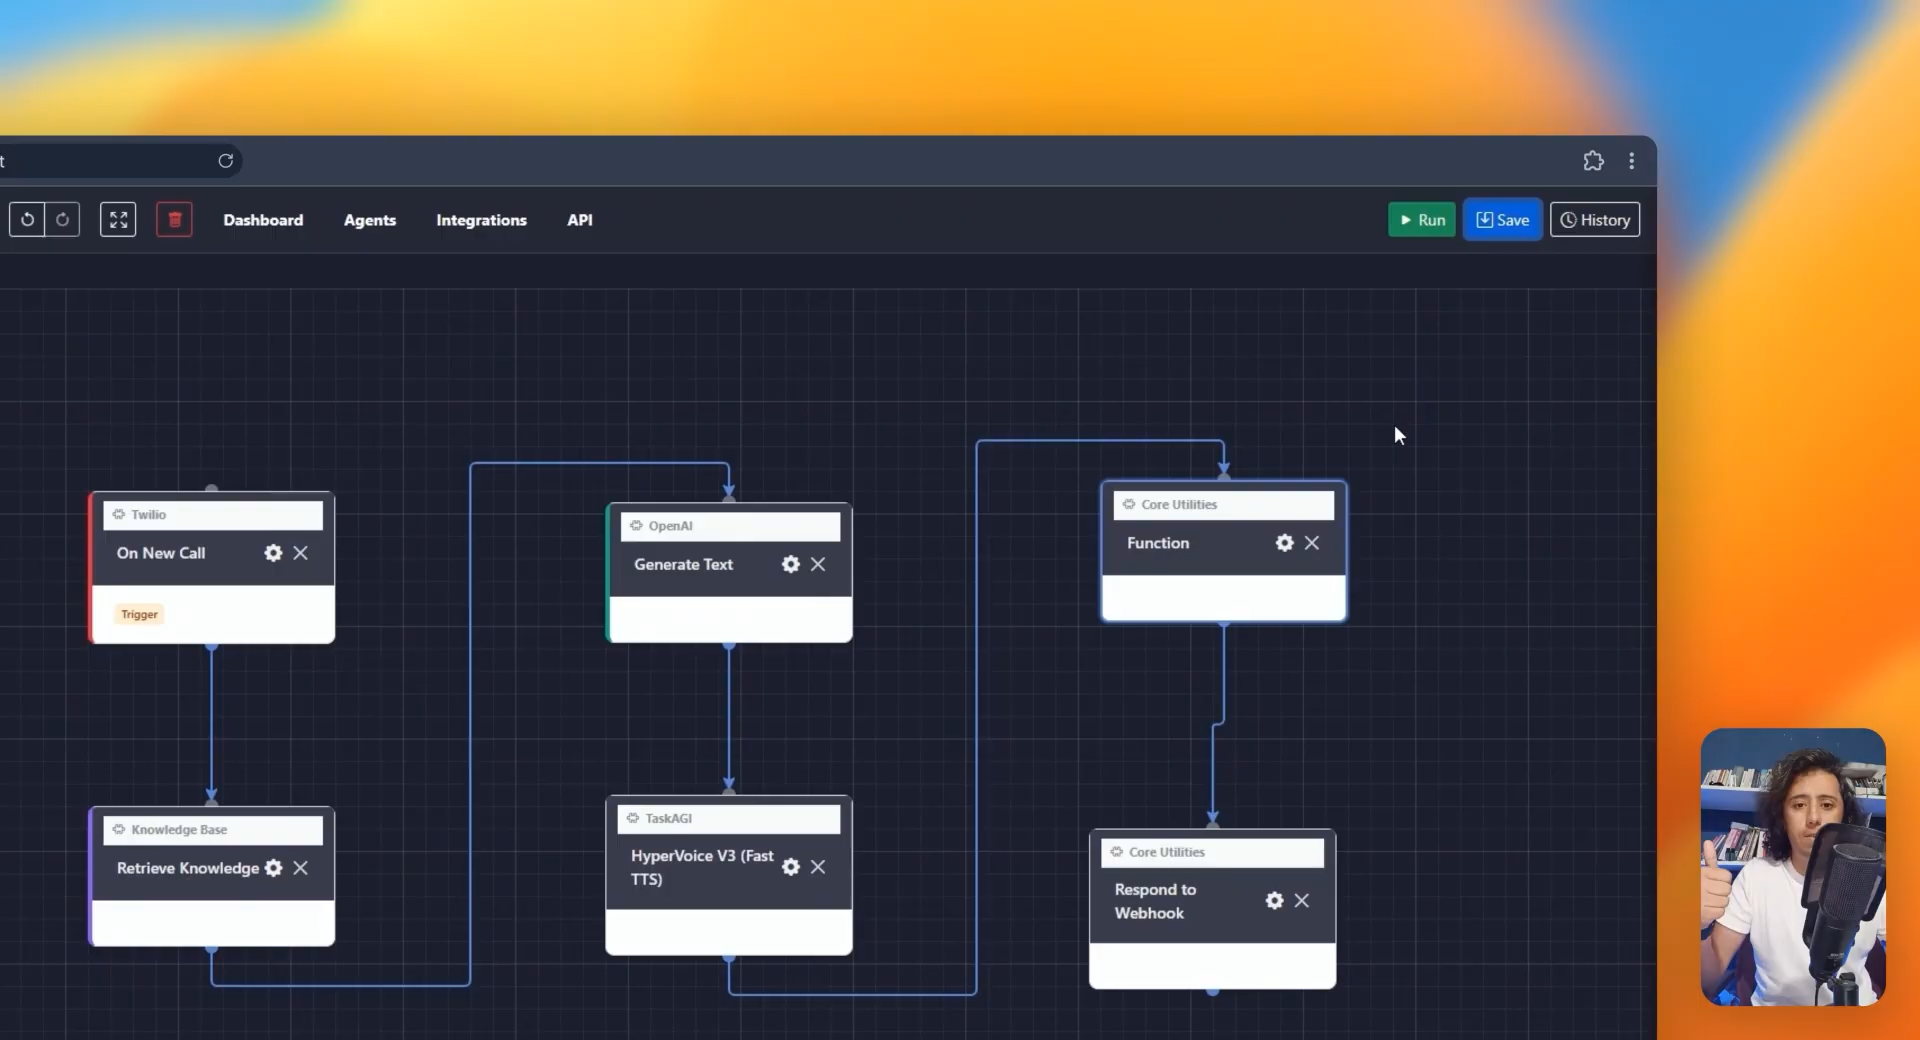 t
Dashboard
Agents
Integrations
API
Run
Save
History
Twilio
On New Call
Trigger
Knowledge Base
Retrieve Knowledge
OpenAI
Generate Text
TaskAGI
HyperVoice V3 (Fast
TTS)
Core Utilities
Function
Core Utilities
Respond to
Webhook